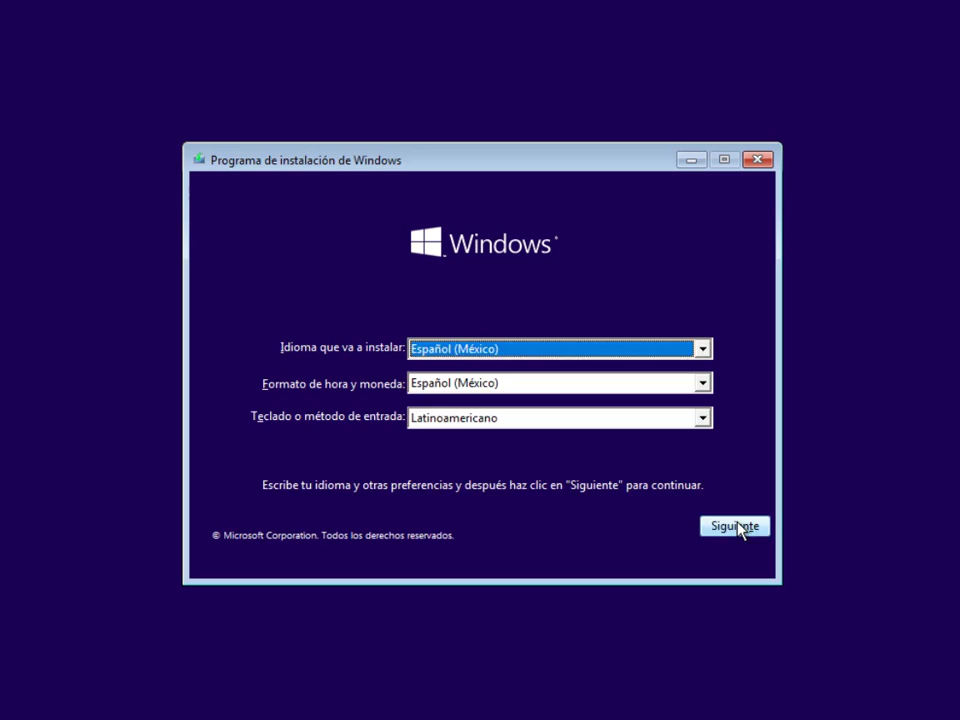 Programa de instalación de Windows
Windows
Idioma que va a instalar: Español (México)
Formato de hora y moneda: Español (México)
Teclado o método de entrada: Latinoamericano
Escribe tu idioma y otras preferencias y después haz clic en "Siguiente" para continuar.
Siguiente
© Microsoft Corporation. Todos los derechos reservados.